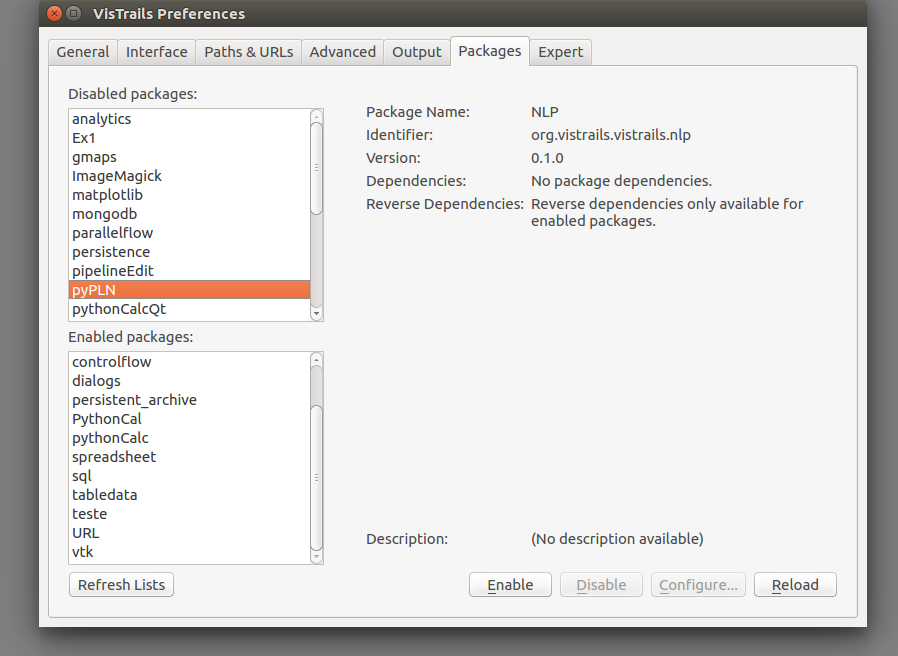 VisTrails Preferences
General Interface Paths & URLs Advanced Output Packages Expert
Disabled packages:
analytics
Ex1
gmaps
ImageMagick
matplotlib
mongodb
parallelflow
persistence
pipelineEdit
pyPLN
pythonCalcQt
Enabled packages:
controlflow
dialogs
persistent_archive
PythonCal
pythonCalc
spreadsheet
sql
tabledata
teste
URL
vtk
Refresh Lists
Package Name: NLP
Identifier: org.vistrails.vistrails.nlp
Version: 0.1.0
Dependencies: No package dependencies.
Reverse Dependencies: Reverse dependencies only available for
enabled packages.
Description: (No description available)
Enable Disable Configure... Reload